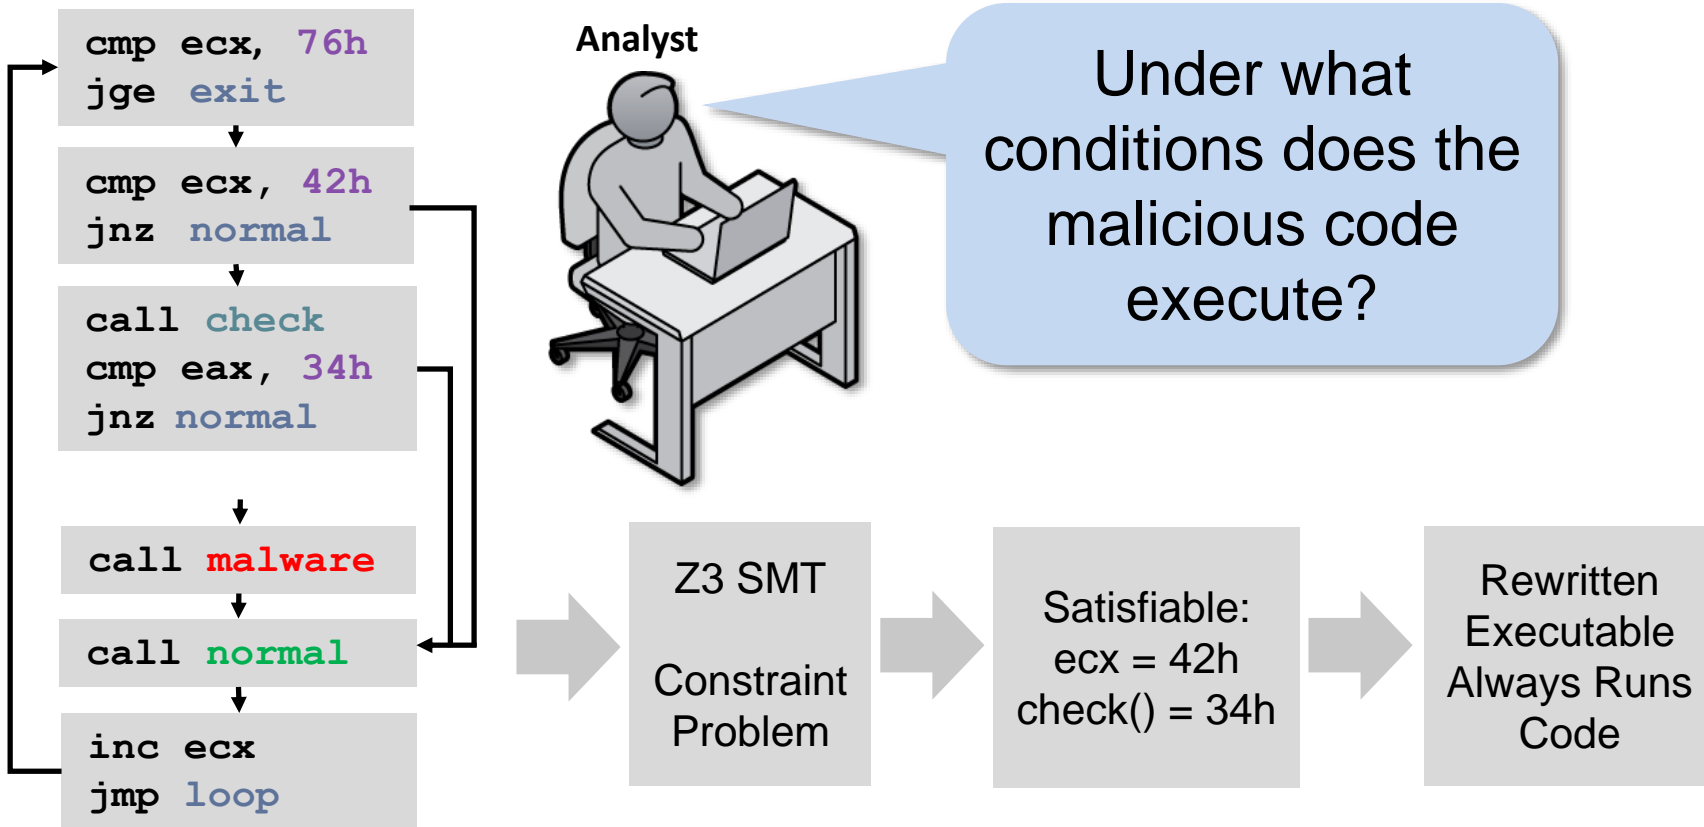 cmp ecx, 76h
jge exit
cmp ecx, 42h
jnz normal
call check
cmp eax, 34h
jnz normal
call malware
call normal
inc ecx
jmp loop
Analyst
Under what
conditions does the
malicious code
execute?
Z3 SMT
Constraint
Problem
Satisfiable:
ecx = 42h
check() = 34h
Rewritten
Executable
Always Runs
Code